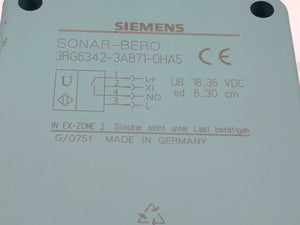 SIEMENS
SONAR-BERO
3RG6342-3AB71-0HA5
CE
U
1 L+
2 XI
4 NO
3 L-
UB: 18..35 VDC
sd: 5..30 cm
IN EX-ZONE 2 Stecker nicht unter Last betätigen
G/0751 MADE IN GERMANY